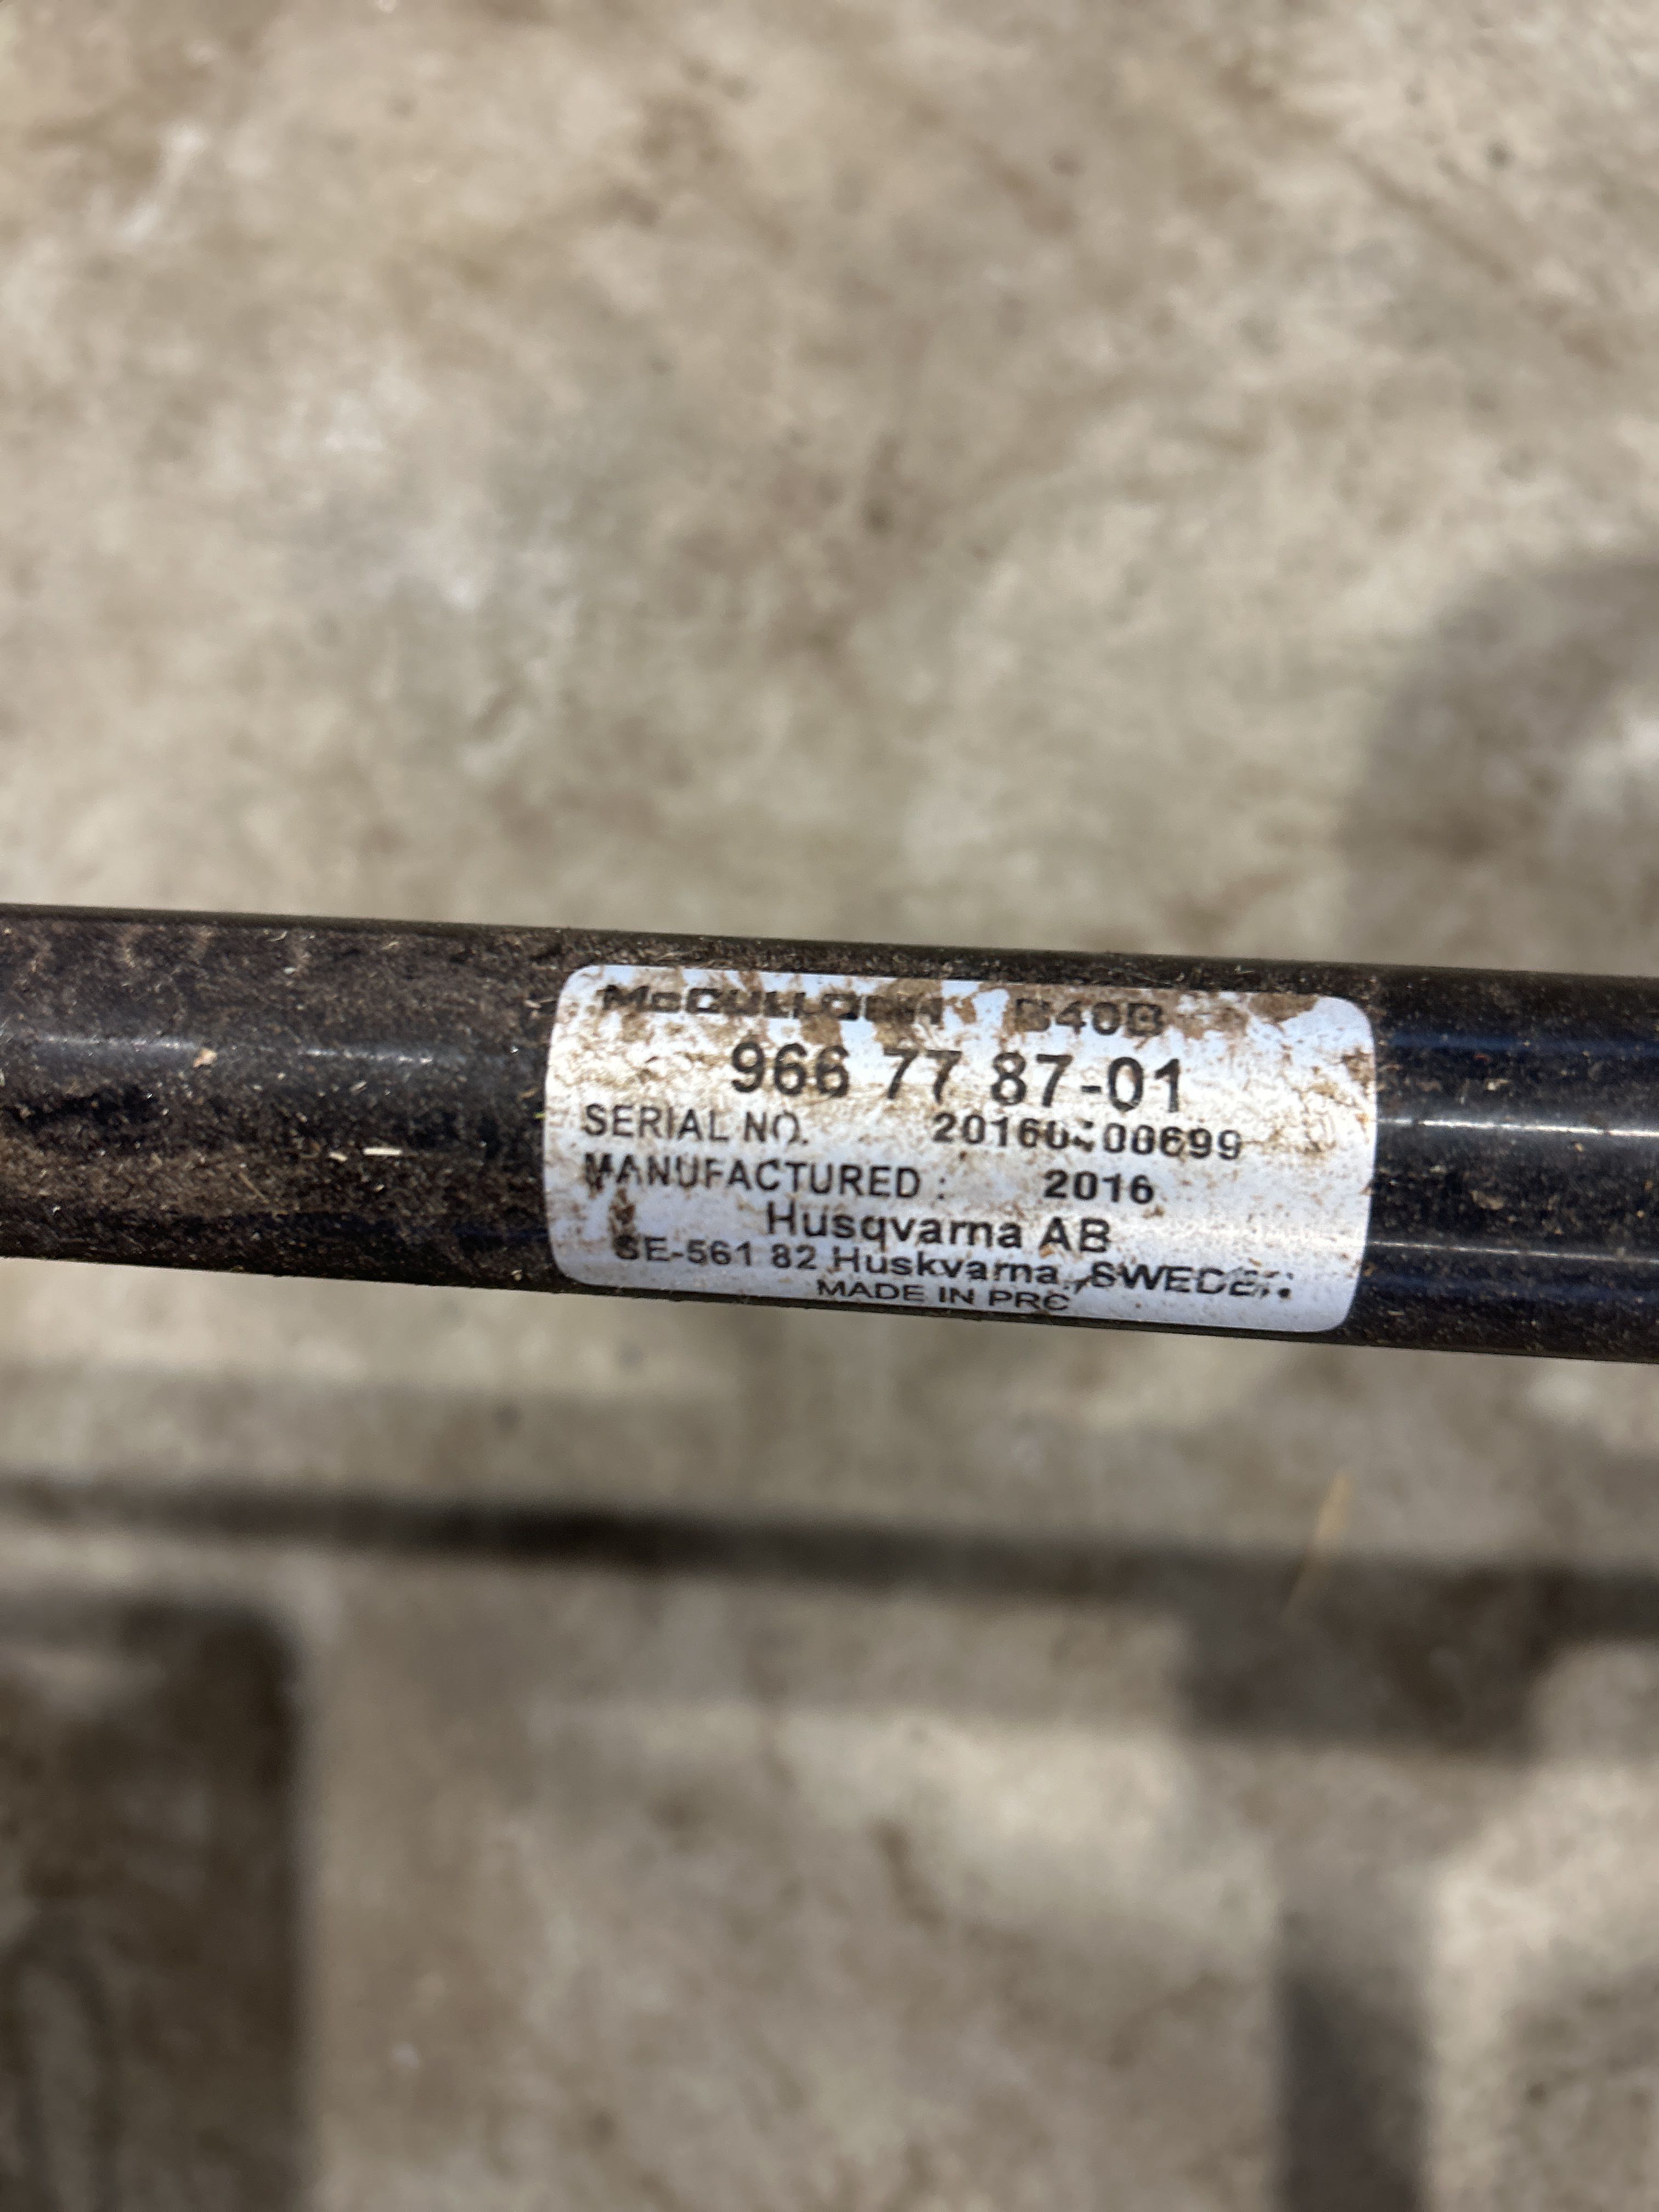 McCULLOCH B40B
966 77 87-01
SERIAL NO.
MANUFACTURED : 2016
Husqvarna AB
SE-561 82 Huskvarna, SWEDEN
MADE IN PRC